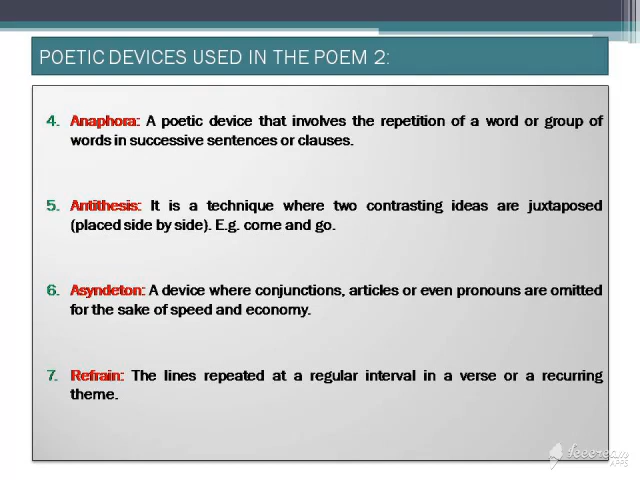 POETIC DEVICES USED IN THE POEM 2:
4. Anaphora: A poetic device that involves the repetition of a word or group of
words in successive sentences or clauses.
5. Antithesis: It is a technique where two contrasting ideas are juxtaposed
(placed side by side). E.g. come and go.
6. Asyndeton: A device where conjunctions, articles or even pronouns are omitted
for the sake of speed and economy.
7. Refrain: The lines repeated at a regular interval in a verse or a recurring
theme.